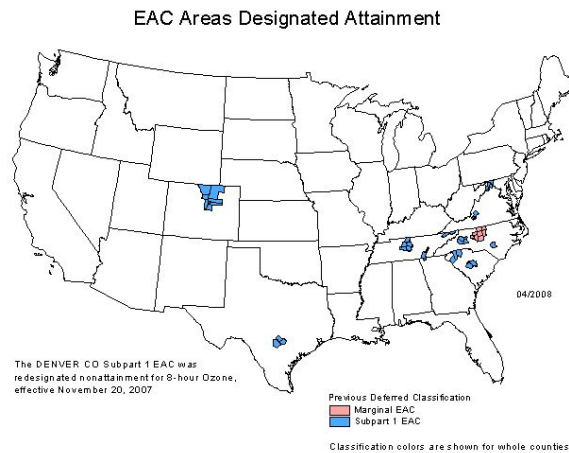 EAC Areas Designated Attainment
04/2008
The DENVER CO Subpart 1 EAC was
redesignated nonattainment for 8-hour Ozone,
effective November 20, 2007
Previous Deferred Classification
Marginal EAC
Subpart 1 EAC
Classification colors are shown for whole counties